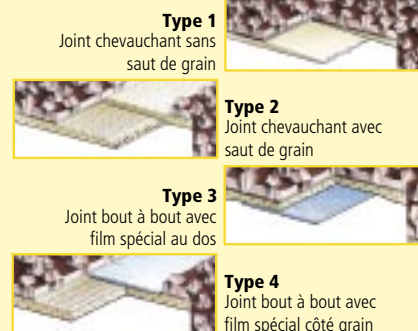 Type 1
Joint chevauchant sans
saut de grain
Type 2
Joint chevauchant avec
saut de grain
Type 3
Joint bout à bout avec
film spécial au dos
Type 4
Joint bout à bout avec
film spécial côté grain